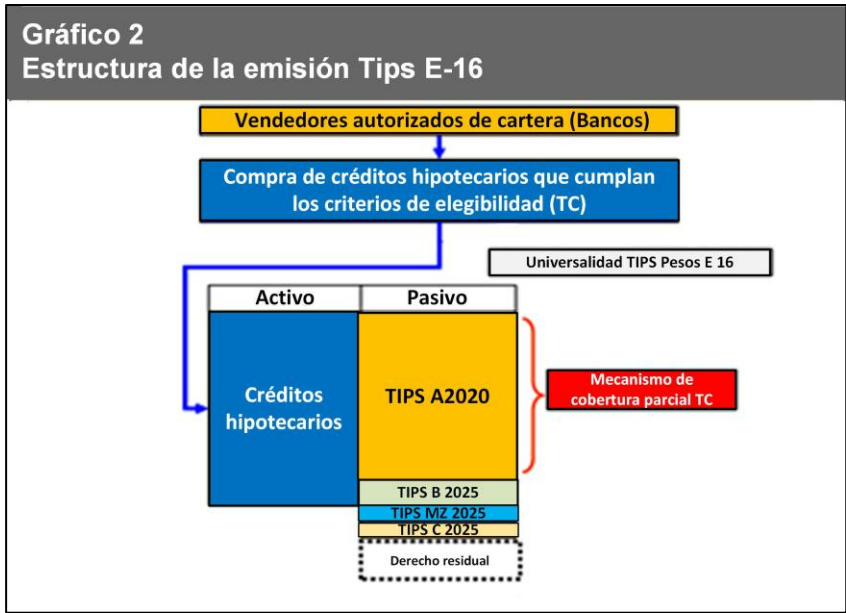 Gráfico 2
Estructura de la emisión Tips E-16
Vendedores autorizados de cartera (Bancos)
Compra de créditos hipotecarios que cumplan
los criterios de elegibilidad (TC)
Universalidad TIPS Pesos E 16
Activo
Pasivo
Créditos
hipotecarios
TIPS A2020
Mecanismo de
cobertura parcial TC
TIPS B 2025
TIPS MZ 2025
TIPS C 2025
Derecho residual